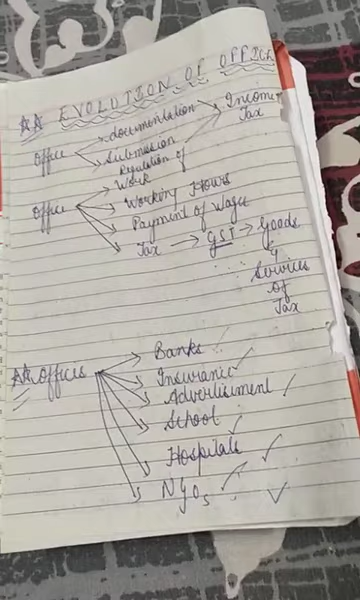 EVOLUTION OF OFFICE
Office documentation Income Tax
Submission
Office Regulation of Work
Working Hours
Payment of Wages
Tax → GST → Goods
&
Services
of
Tax
Offices Banks
Insurance
Advertisement
School
Hospitals
NGOs